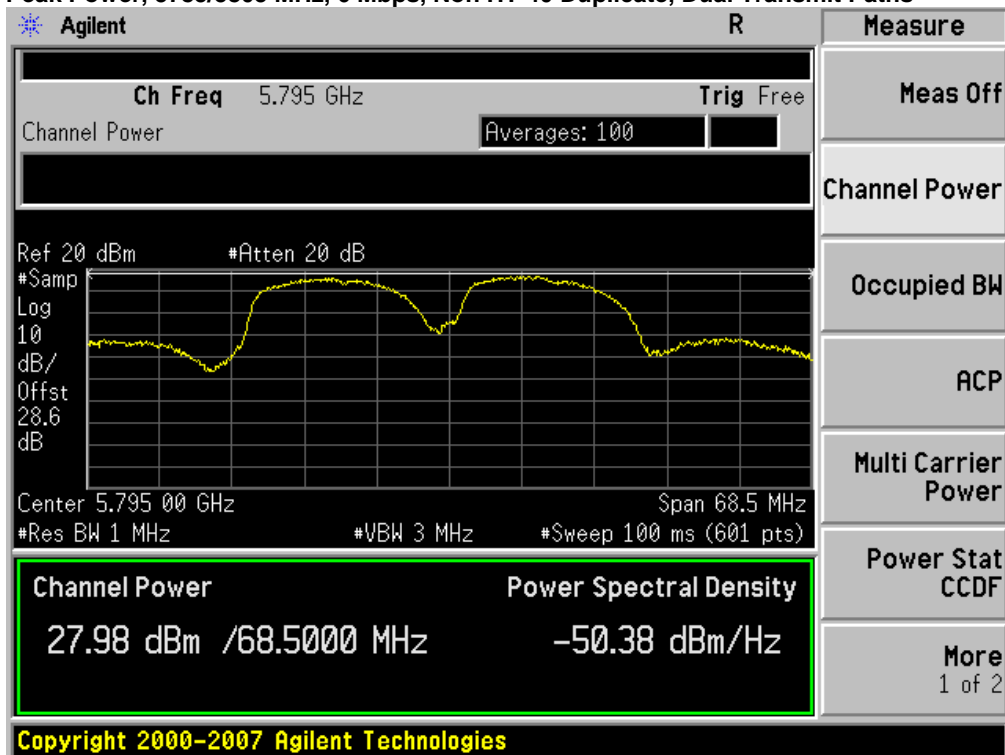 Agilent R Measure
Ch Freq 5.795 GHz Trig Free
Meas Off
Channel Power Averages: 100
Channel Power
Ref 20 dBm #Atten 20 dB
#Samp
Log
10
dB/
Offst
28.6
dB
Occupied BW
ACP
Multi Carrier
Power
Center 5.795 00 GHz Span 68.5 MHz
#Res BW 1 MHz #VBW 3 MHz #Sweep 100 ms (601 pts)
Channel Power Power Spectral Density
27.98 dBm /68.5000 MHz -50.38 dBm/Hz
Power Stat
CCDF
More
1 of 2
Copyright 2000-2007 Agilent Technologies